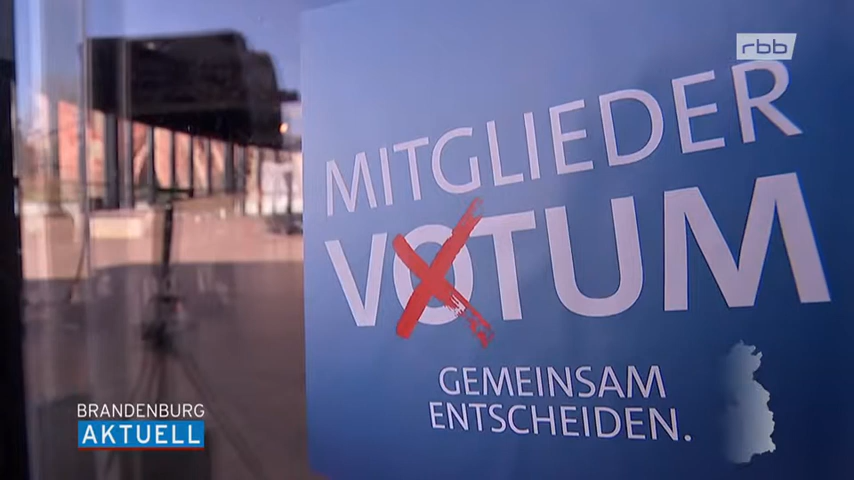 rbb
MITGLIEDER
VOTUM
GEMEINSAM
ENTSCHEIDEN.
BRANDENBURG
AKTUELL